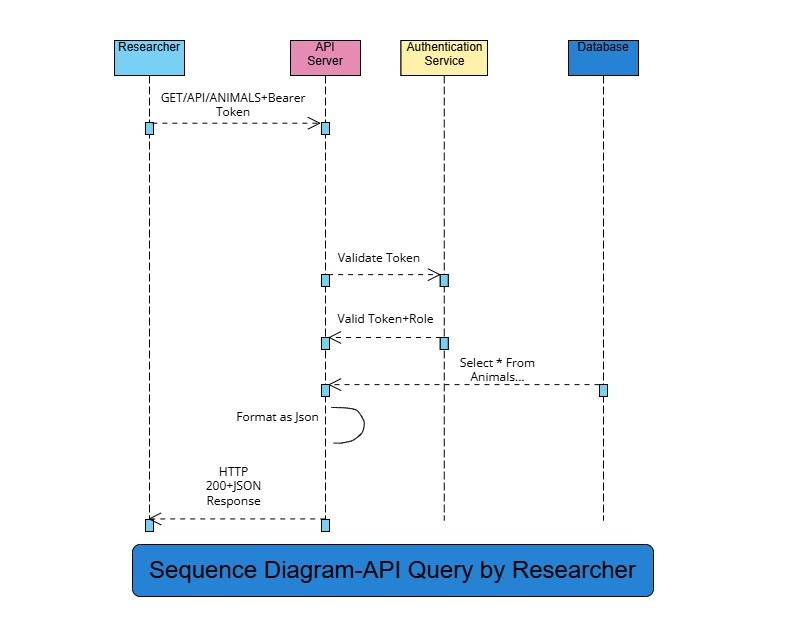 Researcher
API
Server
Authentication
Service
Database
GET/API/ANIMALS+Bearer
Token
Validate Token
Valid Token+Role
Select * From
Animals...
Format as Json
HTTP
200+JSON
Response
Sequence Diagram-API Query by Researcher